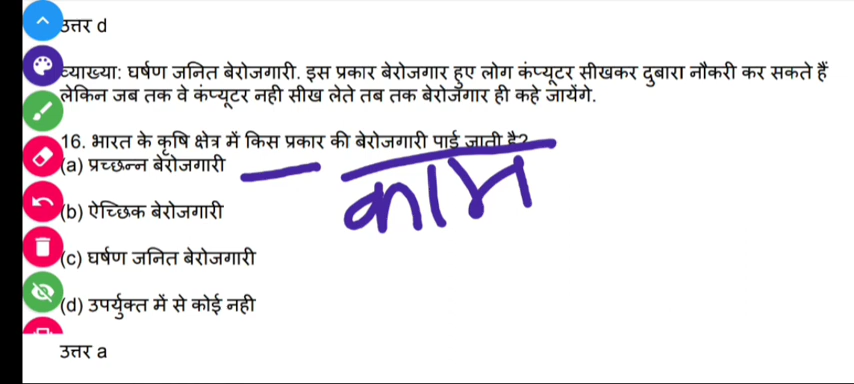 उत्तर d
व्याख्या: घर्षण जनित बेरोजगारी. इस प्रकार बेरोजगार हुए लोग कंप्यूटर सीखकर दुबारा नौकरी कर सकते हैं
लेकिन जब तक वे कंप्यूटर नही सीख लेते तब तक बेरोजगार ही कहे जायेंगे.
16. भारत के कृषि क्षेत्र में किस प्रकार की बेरोजगारी पाई जाती है?
(a) प्रच्छन्न बेरोजगारी
काम
(b) ऐच्छिक बेरोजगारी
(c) घर्षण जनित बेरोजगारी
(d) उपर्युक्त में से कोई नही
उत्तर a